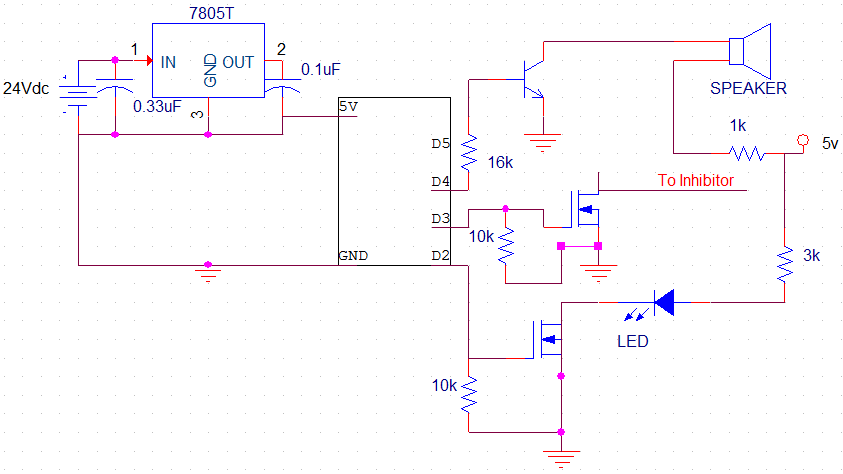 7805T
1
IN
GND
OUT
2
3
24Vdc
0.33uF
0.1uF
5V
D5
D4
D3
D2
GND
16k
10k
10k
SPEAKER
1k
5v
To Inhibitor
3k
LED